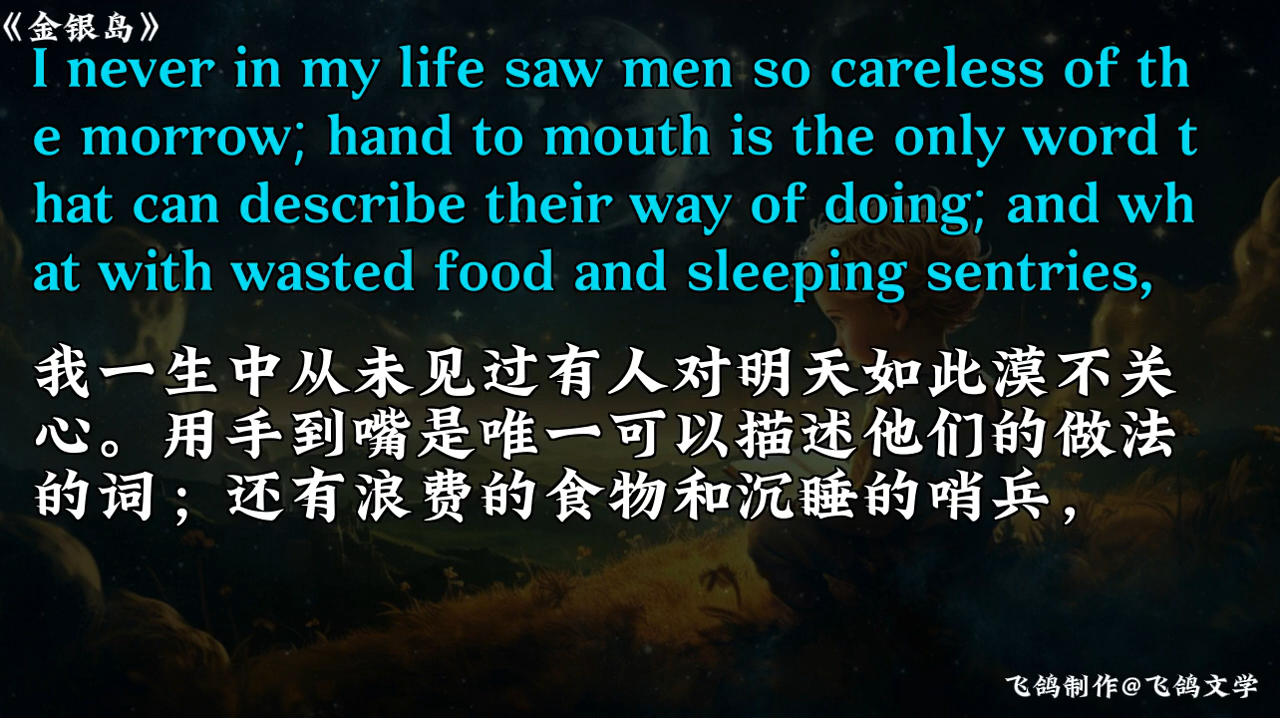 《金银岛》
I never in my life saw men so careless of th
e morrow; hand to mouth is the only word t
hat can describe their way of doing; and wh
at with wasted food and sleeping sentries,
我一生中从未见过有人对明天如此漠不关
心。用手到嘴是唯一可以描述他们的做法
的词；还有浪费的食物和沉睡的哨兵，
飞鸽制作@飞鸽文学